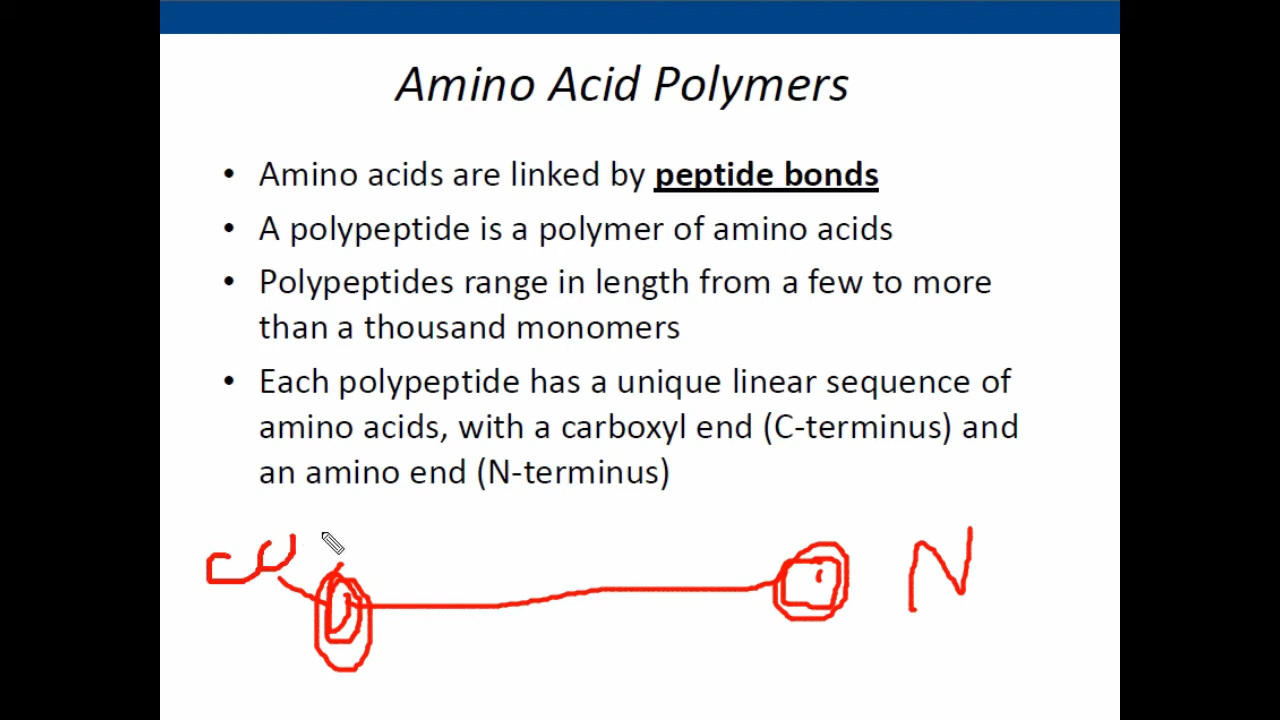 Amino Acid Polymers
• Amino acids are linked by peptide bonds
• A polypeptide is a polymer of amino acids
• Polypeptides range in length from a few to more
than a thousand monomers
• Each polypeptide has a unique linear sequence of
amino acids, with a carboxyl end (C-terminus) and
an amino end (N-terminus)
N